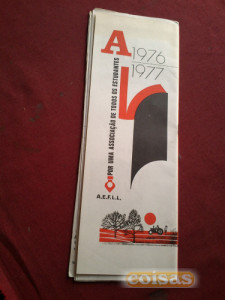 A 1976
1977
POR UMA ASSOCIAÇÃO DE TODOS OS ESTUDANTES
A.E.F.L.L.
coisas